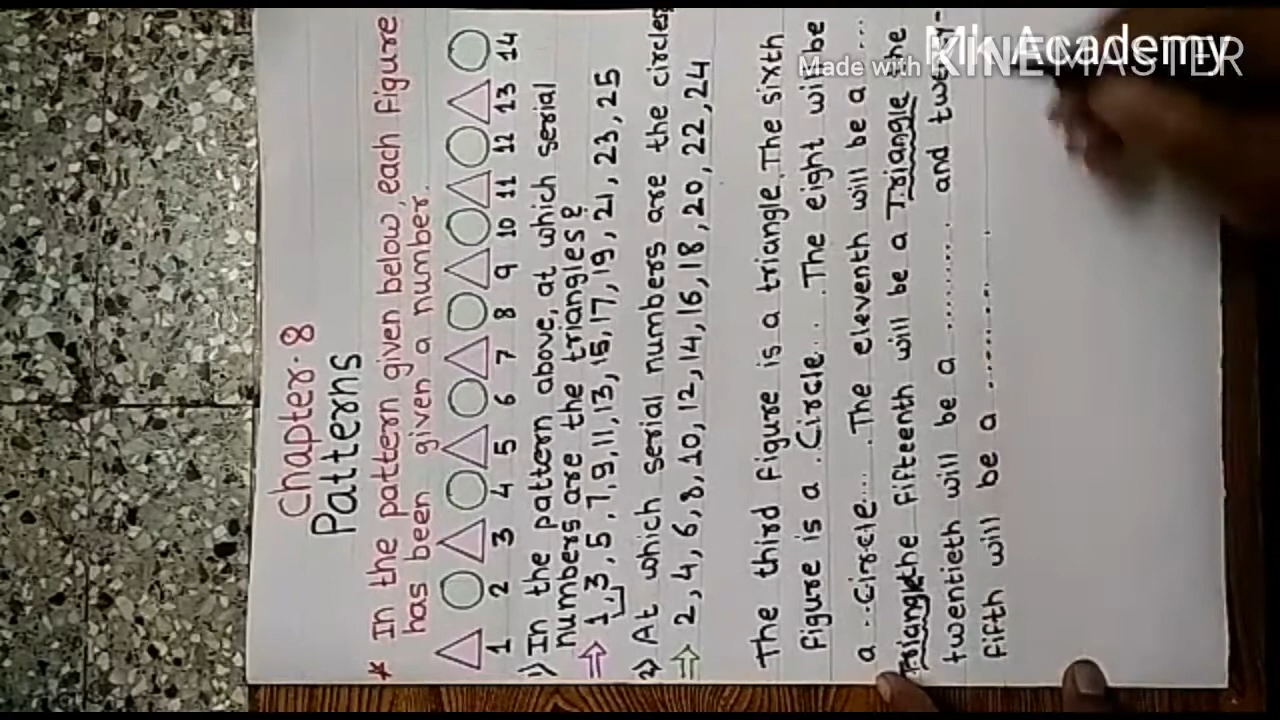 Chapter-8
Patterns
* In the pattern given below, each figure
has been given a number.
1 2 3 4 5 6 7 8 9 10 11 12 13 14
1) In the pattern above, at which serial
numbers are the triangles?
⇒ 1, 3, 5, 7, 9, 11, 13, 15, 17, 19, 21, 23, 25
2) At which serial numbers are the circles
⇒ 2, 4, 6, 8, 10, 12, 14, 16, 18, 20, 22, 24
The third figure is a triangle. The sixth
figure is a .Circle... The eight will be
a ..Circle..... The eleventh will be a ...
Triangle the fifteenth will be a Triangle the
twentieth will be a ......... and twenty-
fifth will be a ..........
Mk Academy
Made with KINEMASTER